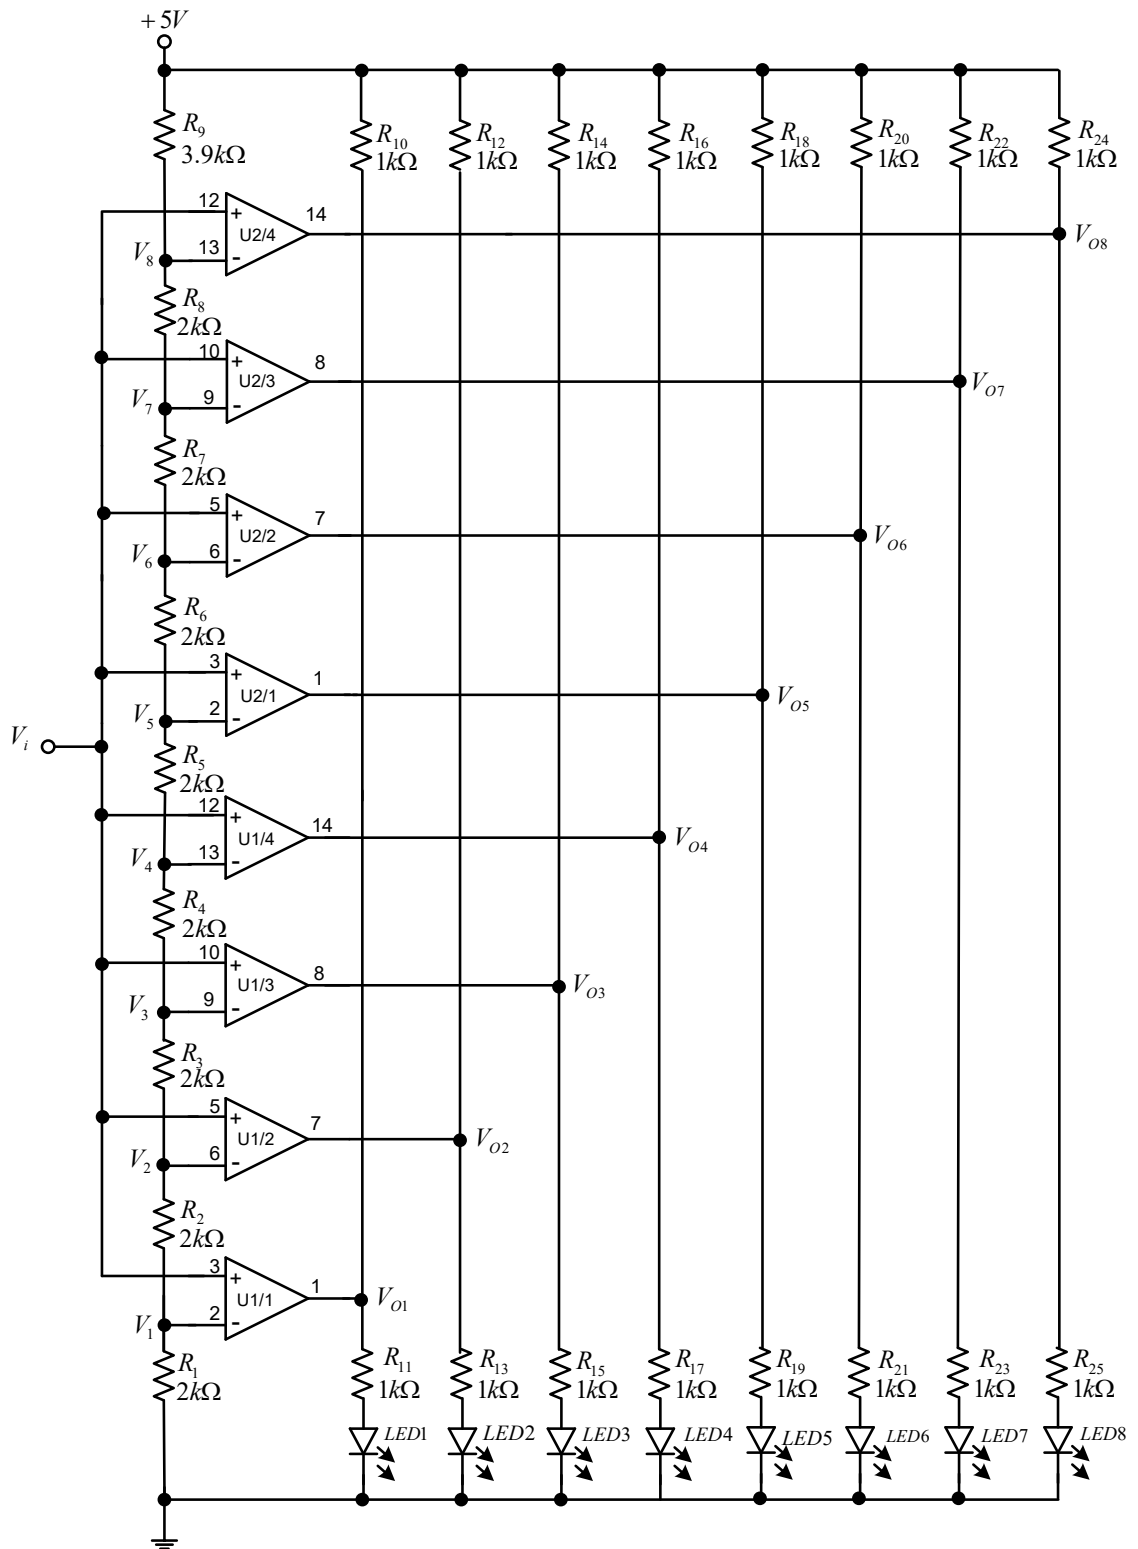 +5V
R9
3.9kΩ
R10
1kΩ
R12
1kΩ
R14
1kΩ
R16
1kΩ
R18
1kΩ
R20
1kΩ
R22
1kΩ
R24
1kΩ
12
+
U2/4
14
VO8
V8
13
-
R8
2kΩ
10
+
U2/3
8
VO7
V7
9
-
R7
2kΩ
5
+
U2/2
7
VO6
V6
6
-
R6
2kΩ
3
+
U2/1
1
VO5
V5
2
-
Vi
R5
2kΩ
12
+
U1/4
14
VO4
V4
13
-
R4
2kΩ
10
+
U1/3
8
VO3
V3
9
-
R3
2kΩ
5
+
U1/2
7
VO2
V2
6
-
R2
2kΩ
3
+
U1/1
1
VO1
V1
2
-
R1
2kΩ
R11
1kΩ
R13
1kΩ
R15
1kΩ
R17
1kΩ
R19
1kΩ
R21
1kΩ
R23
1kΩ
R25
1kΩ
LED1
LED2
LED3
LED4
LED5
LED6
LED7
LED8